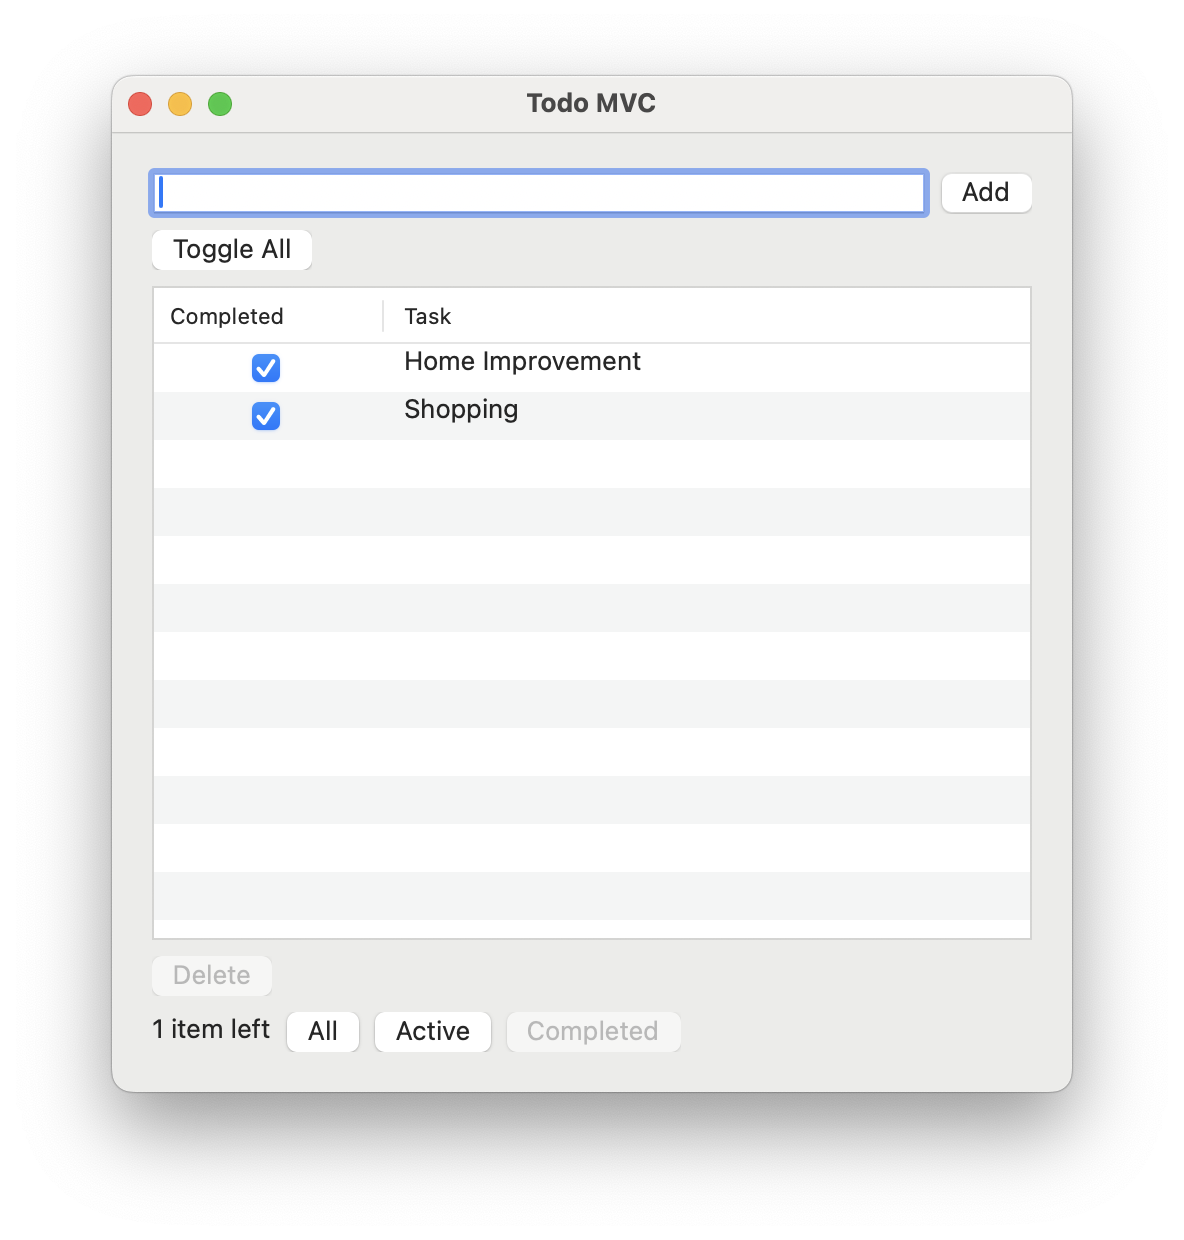 Todo MVC
Add
Toggle All
Completed Task
Home Improvement
Shopping
Delete
1 item left All Active Completed